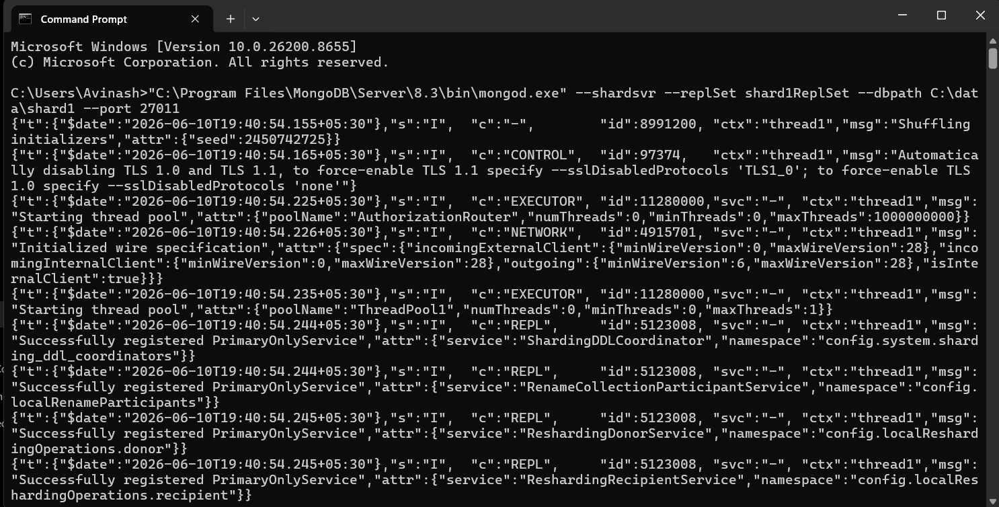 Command Prompt
Microsoft Windows [Version 10.0.26200.8655]
(c) Microsoft Corporation. All rights reserved.
C:\Users\Avinash>"C:\Program Files\MongoDB\Server\8.3\bin\mongod.exe" --shardsvr --replSet shard1ReplSet --dbpath C:\dat
a\shard1 --port 27011
{"t":{"$date":"2026-06-10T19:40:54.155+05:30"},"s":"I",  "c":"-",        "id":8991200, "ctx":"thread1","msg":"Shuffling
initializers","attr":{"seed":2450742725}}
{"t":{"$date":"2026-06-10T19:40:54.165+05:30"},"s":"I",  "c":"CONTROL",  "id":97374,   "ctx":"thread1","msg":"Automatica
lly disabling TLS 1.0 and TLS 1.1, to force-enable TLS 1.1 specify --sslDisabledProtocols 'TLS1_0'; to force-enable TLS
1.0 specify --sslDisabledProtocols 'none'"}
{"t":{"$date":"2026-06-10T19:40:54.225+05:30"},"s":"I",  "c":"EXECUTOR", "id":11280000,"svc":"-", "ctx":"thread1","msg":
"Starting thread pool","attr":{"poolName":"AuthorizationRouter","numThreads":0,"minThreads":0,"maxThreads":1000000000}}
{"t":{"$date":"2026-06-10T19:40:54.226+05:30"},"s":"I",  "c":"NETWORK",  "id":4915701, "svc":"-", "ctx":"thread1","msg":
"Initialized wire specification","attr":{"spec":{"incomingExternalClient":{"minWireVersion":0,"maxWireVersion":28},"inco
mingInternalClient":{"minWireVersion":0,"maxWireVersion":28},"outgoing":{"minWireVersion":6,"maxWireVersion":28},"isInte
rnalClient":true}}}
{"t":{"$date":"2026-06-10T19:40:54.235+05:30"},"s":"I",  "c":"EXECUTOR", "id":11280000,"svc":"-", "ctx":"thread1","msg":
"Starting thread pool","attr":{"poolName":"ThreadPool1","numThreads":0,"minThreads":0,"maxThreads":1}}
{"t":{"$date":"2026-06-10T19:40:54.244+05:30"},"s":"I",  "c":"REPL",     "id":5123008, "svc":"-", "ctx":"thread1","msg":
"Successfully registered PrimaryOnlyService","attr":{"service":"ShardingDDLCoordinator","namespace":"config.system.shard
ing_ddl_coordinators"}}
{"t":{"$date":"2026-06-10T19:40:54.244+05:30"},"s":"I",  "c":"REPL",     "id":5123008, "svc":"-", "ctx":"thread1","msg":
"Successfully registered PrimaryOnlyService","attr":{"service":"RenameCollectionParticipantService","namespace":"config.
localRenameParticipants"}}
{"t":{"$date":"2026-06-10T19:40:54.245+05:30"},"s":"I",  "c":"REPL",     "id":5123008, "svc":"-", "ctx":"thread1","msg":
"Successfully registered PrimaryOnlyService","attr":{"service":"ReshardingDonorService","namespace":"config.localReshard
ingOperations.donor"}}
{"t":{"$date":"2026-06-10T19:40:54.245+05:30"},"s":"I",  "c":"REPL",     "id":5123008, "svc":"-", "ctx":"thread1","msg":
"Successfully registered PrimaryOnlyService","attr":{"service":"ReshardingRecipientService","namespace":"config.localRes
hardingOperations.recipient"}}